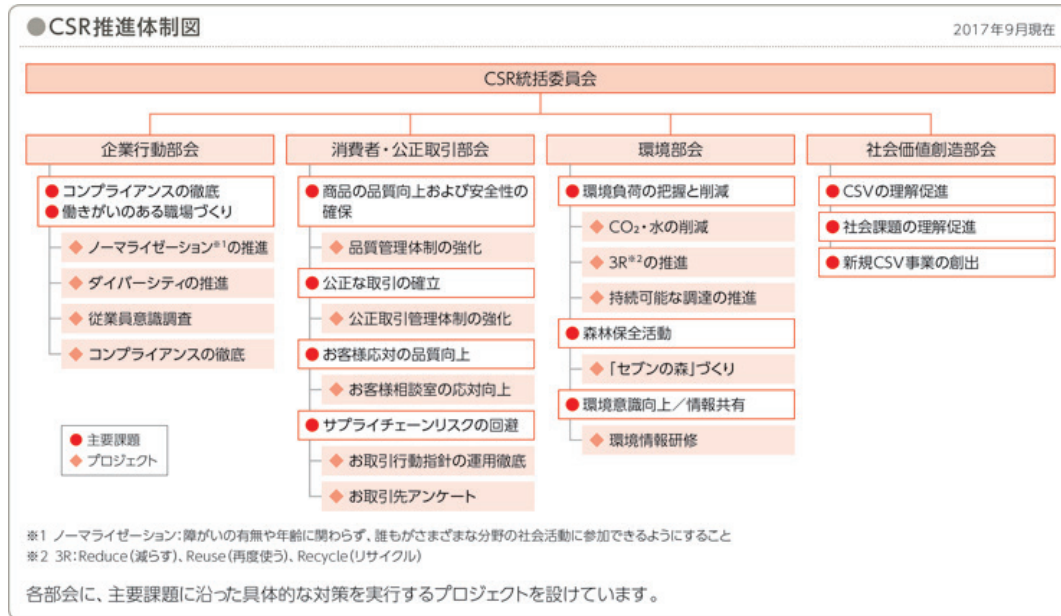 ●CSR推進体制図
2017年9月現在
CSR統括委員会
企業行動部会
●コンプライアンスの徹底
●働きがいのある職場づくり
◆ノーマライゼーション※1の推進
◆ダイバーシティの推進
◆従業員意識調査
◆コンプライアンスの徹底
消費者・公正取引部会
●商品の品質向上および安全性の
確保
◆品質管理体制の強化
●公正な取引の確立
◆公正取引管理体制の強化
●お客様応対の品質向上
◆お客様相談室の応対向上
●サプライチェーンリスクの回避
◆お取引行動指針の運用徹底
◆お取引先アンケート
環境部会
●環境負荷の把握と削減
◆CO₂・水の削減
◆3R※2の推進
◆持続可能な調達の推進
●森林保全活動
◆「セブンの森」づくり
●環境意識向上／情報共有
◆環境情報研修
社会価値創造部会
●CSVの理解促進
●社会課題の理解促進
●新規CSV事業の創出
●主要課題
◆プロジェクト
※1 ノーマライゼーション：障がいの有無や年齢に関わらず、誰もがさまざまな分野の社会活動に参加できるようにすること
※2 3R：Reduce（減らす）、Reuse（再度使う）、Recycle（リサイクル）
各部会に、主要課題に沿った具体的な対策を実行するプロジェクトを設けています。